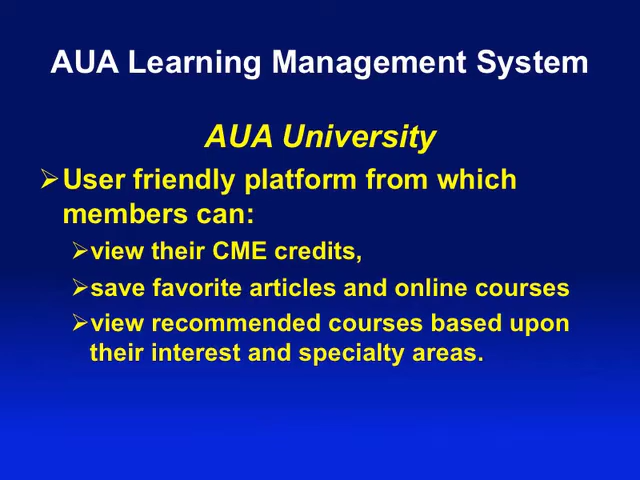 AUA Learning Management System
AUA University
➢User friendly platform from which
members can:
➢view their CME credits,
➢save favorite articles and online courses
➢view recommended courses based upon
their interest and specialty areas.